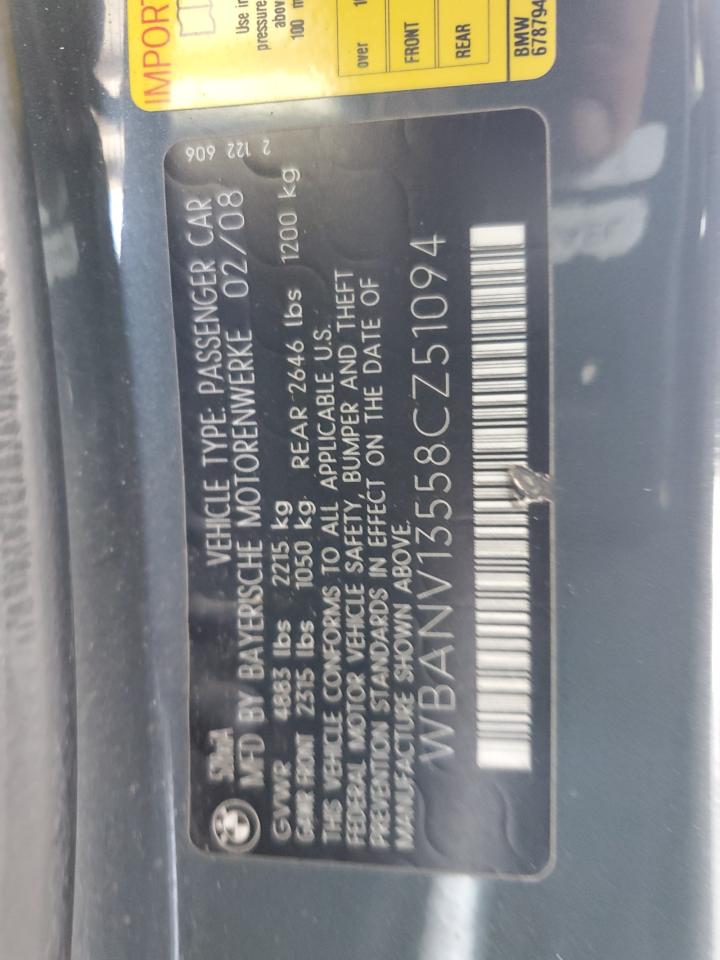 IMPORT
Use in
pressure
abov
100 m
over
FRONT
REAR
BMW
678794
2 122 606
VEHICLE TYPE: PASSENGER CAR
MFD BY BAYERISCHE MOTORENWERKE 02/08
GVWR 4883 lbs 2215 kg
GAWR FRONT 2315 lbs 1050 kg REAR 2646 lbs 1200 kg
THIS VEHICLE CONFORMS TO ALL APPLICABLE U.S.
FEDERAL MOTOR VEHICLE SAFETY, BUMPER AND THEFT
PREVENTION STANDARDS IN EFFECT ON THE DATE OF
MANUFACTURE SHOWN ABOVE.
WBANV13558CZ51094